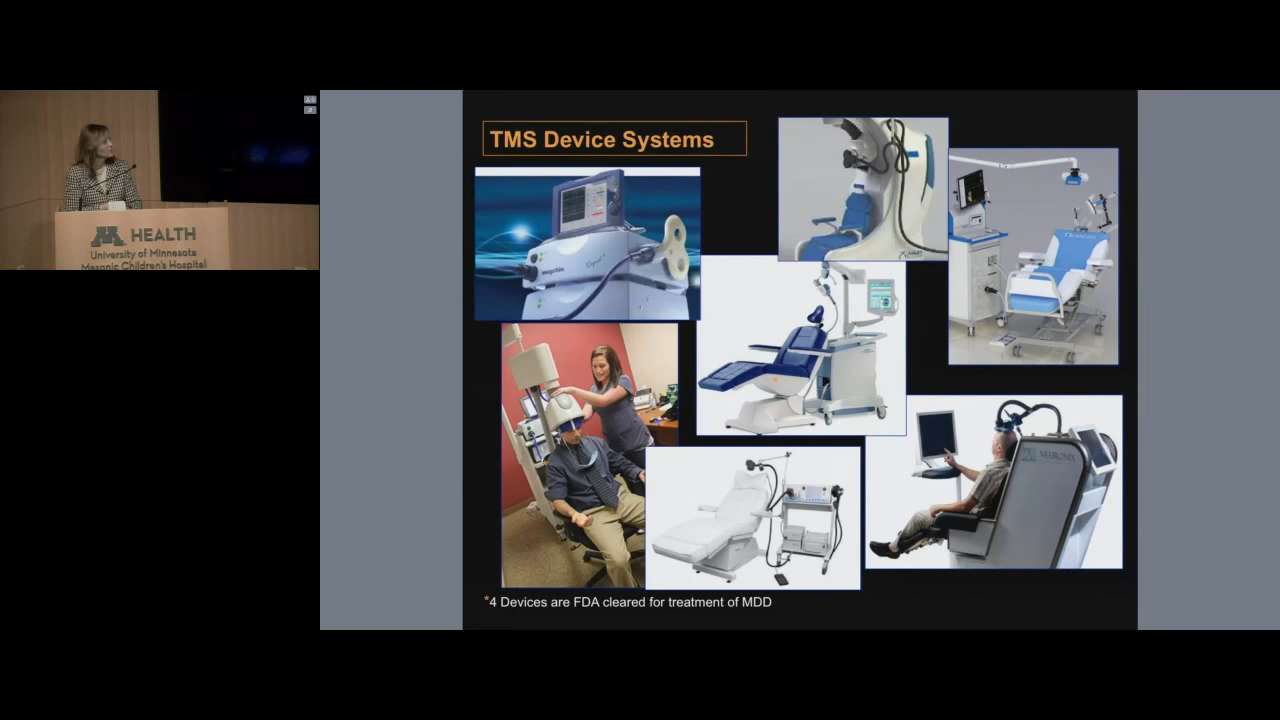 HEALTH
University of Minnesota
Masonic Children's Hospital
TMS Device Systems
NEURONIX
*4 Devices are FDA cleared for treatment of MDD